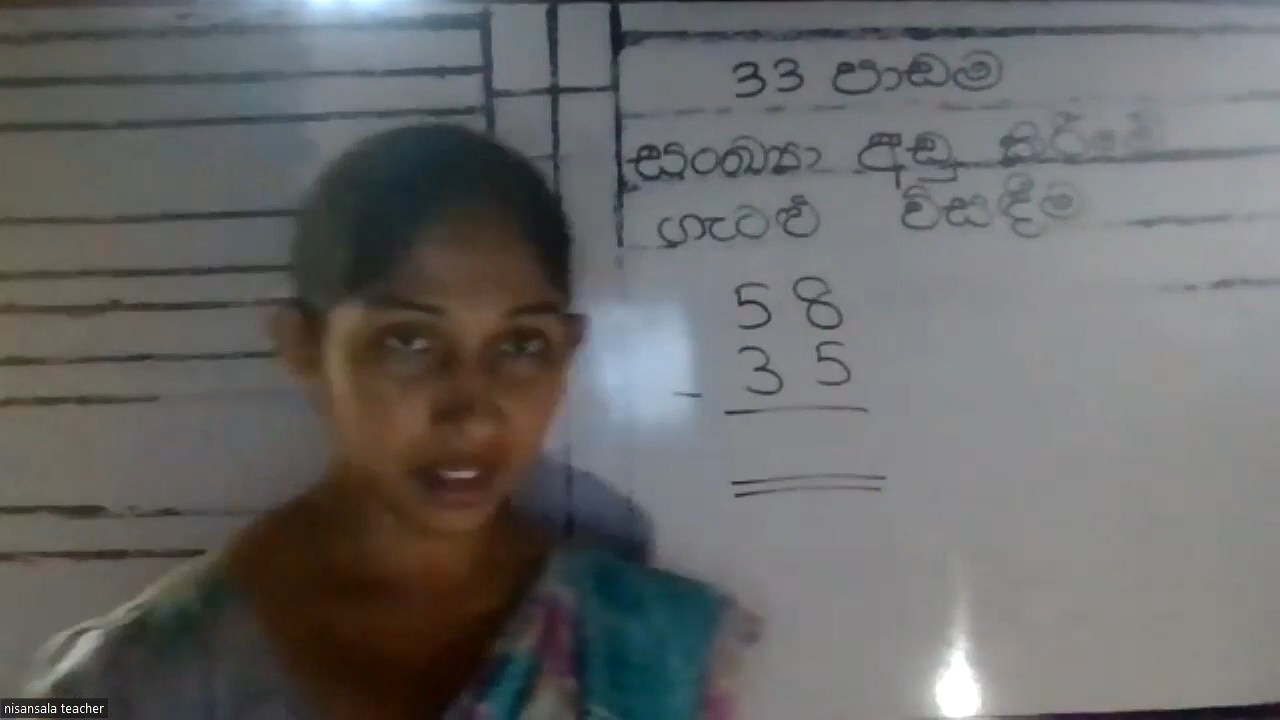 33 පාඩම
සංඛ්‍යා අඩු කිරීමේ
ගැටළු විසඳීම
58
35
-
nisansala teacher